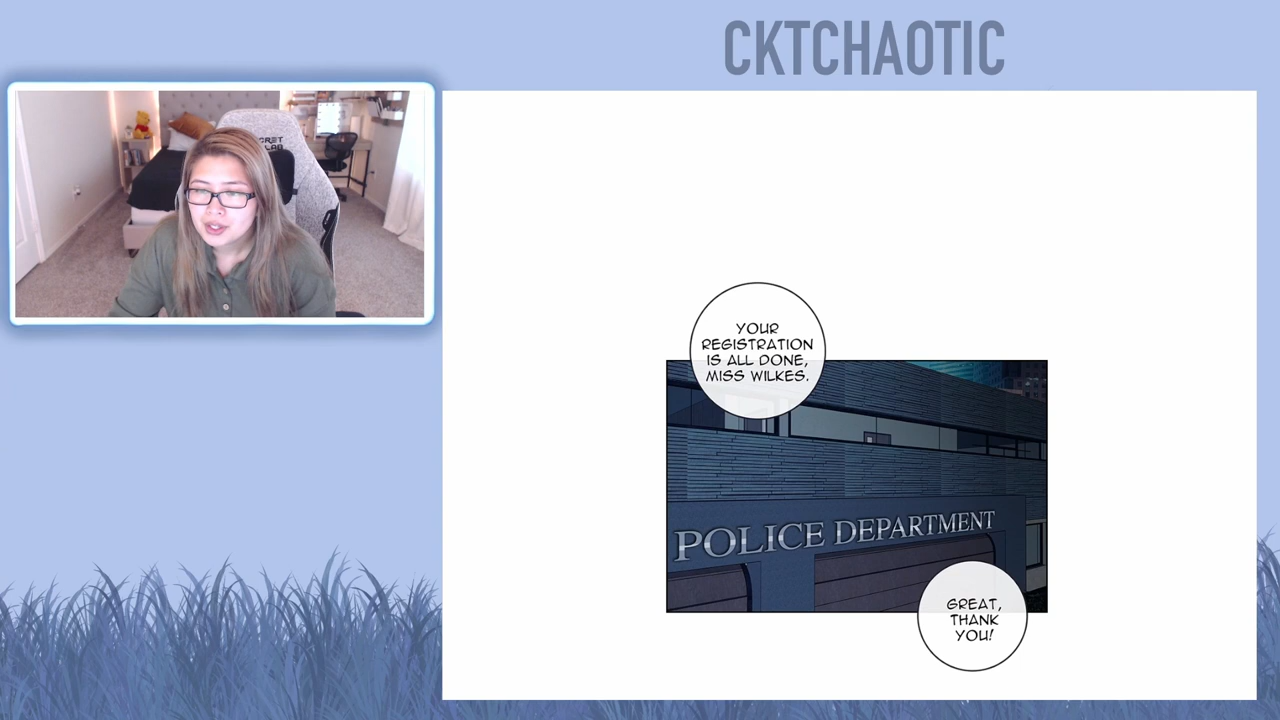 CKTCHAOTIC
YOUR
REGISTRATION
IS ALL DONE,
MISS WILKES.
POLICE DEPARTMENT
GREAT,
THANK
YOU!